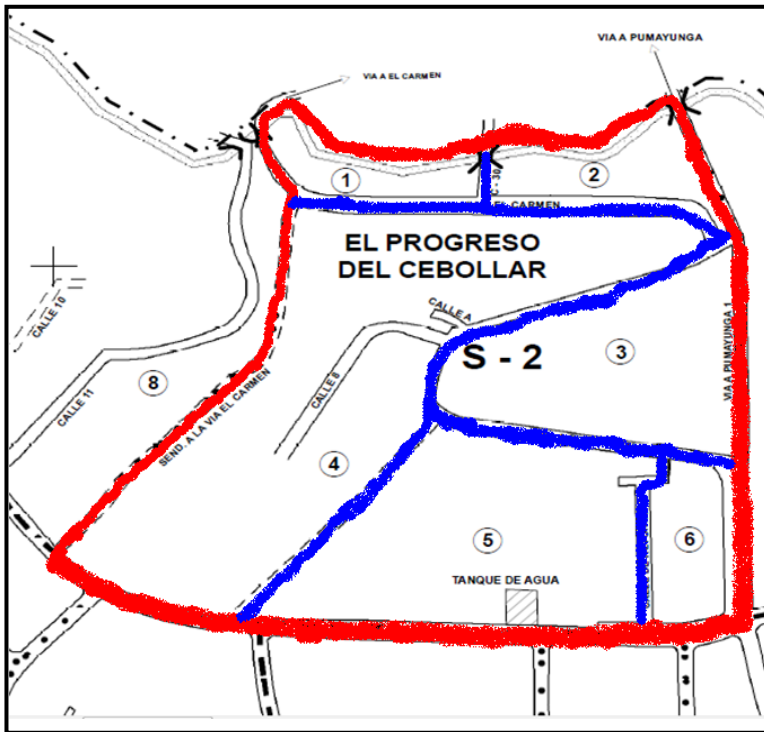 VIA A PUMAYUNGA
VIA A EL CARMEN
1
2
C - 30
EL CARMEN
EL PROGRESO
DEL CEBOLLAR
CALLE 10
CALLE A
S - 2
3
VIA A PUMAYUNGA 1
8
CALLE 11
CALLE B
SEND. A LA VIA EL CARMEN
4
5
6
TANQUE DE AGUA